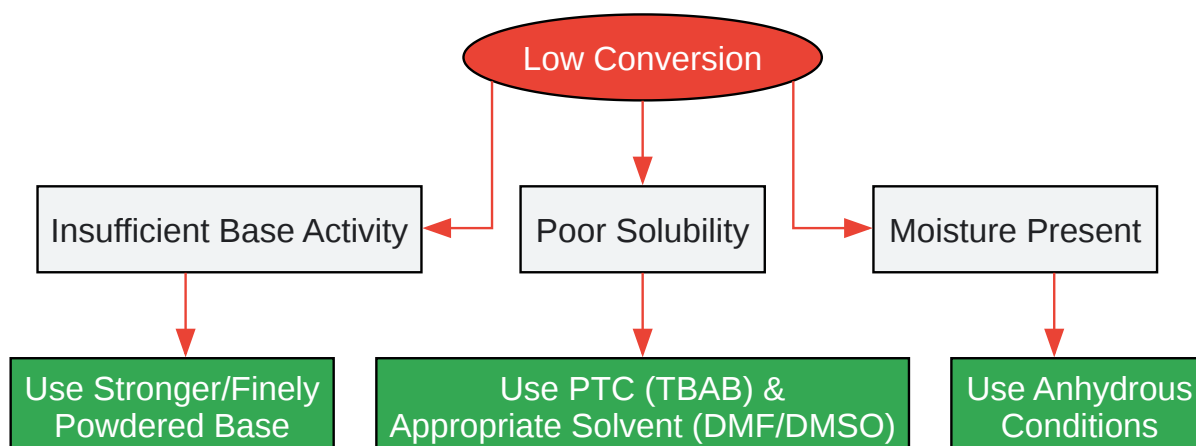 Low Conversion
Insufficient Base Activity
Poor Solubility
Moisture Present
Use Stronger/Finely
Powdered Base
Use PTC (TBAB) &
Appropriate Solvent (DMF/DMSO)
Use Anhydrous
Conditions